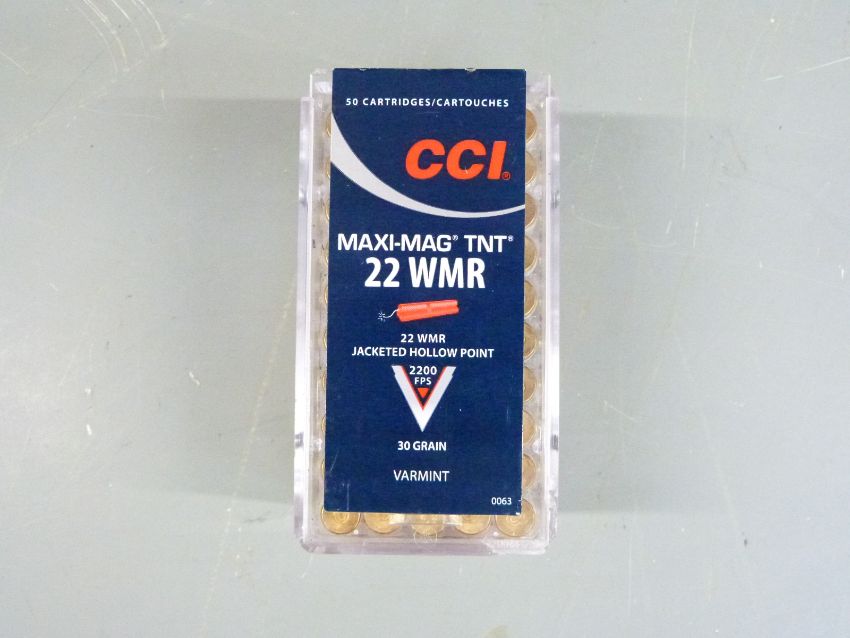 50 CARTRIDGES/CARTOUCHES
CCI®
MAXI-MAG® TNT®
22 WMR
22 WMR
JACKETED HOLLOW POINT
2200
FPS
30 GRAIN
VARMINT
0063